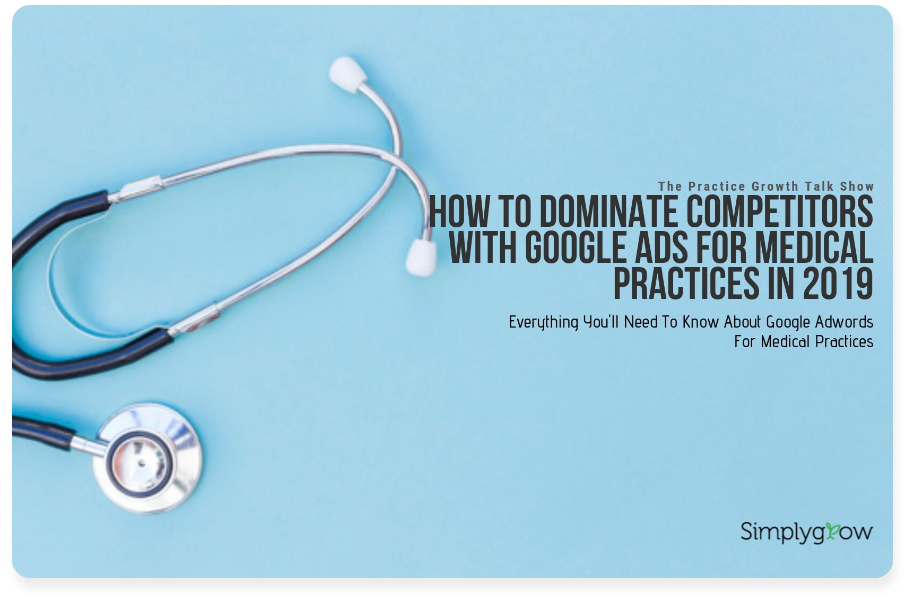 The Practice Growth Talk Show
HOW TO DOMINATE COMPETITORS
WITH GOOGLE ADS FOR MEDICAL
PRACTICES IN 2019
Everything You'll Need To Know About Google Adwords
For Medical Practices
Simplygrow